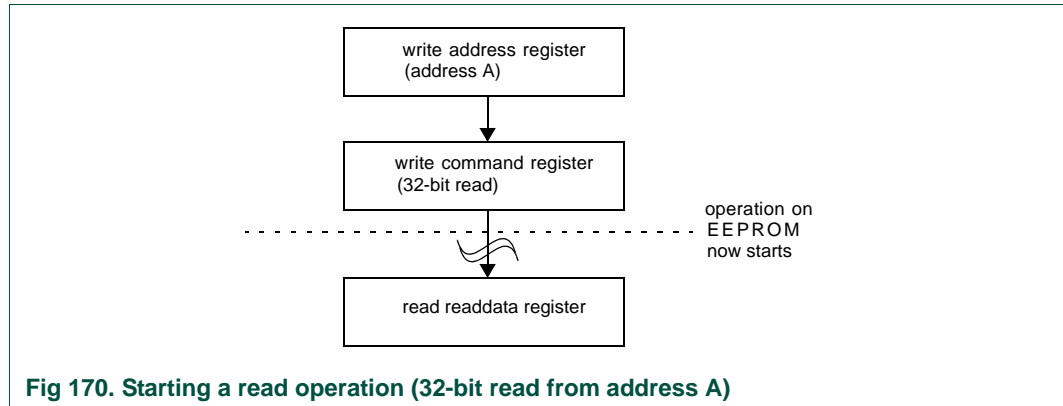 write address register
(address A)
write command register
(32-bit read)
operation on
EEPROM
now starts
read readdata register
Fig 170. Starting a read operation (32-bit read from address A)